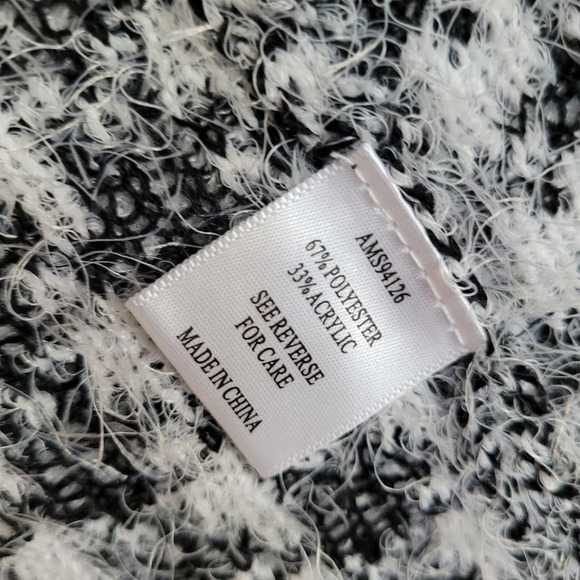 AMS94126
67% POLYESTER
33% ACRYLIC
SEE REVERSE
FOR CARE
MADE IN CHINA